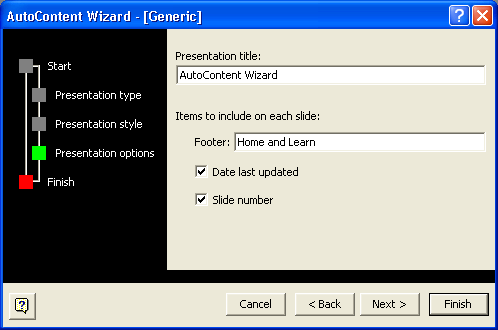 AutoContent Wizard - [Generic]
Start
Presentation type
Presentation style
Presentation options
Finish
Presentation title:
AutoContent Wizard
Items to include on each slide:
Footer: Home and Learn
Date last updated
Slide number
Cancel < Back Next > Finish